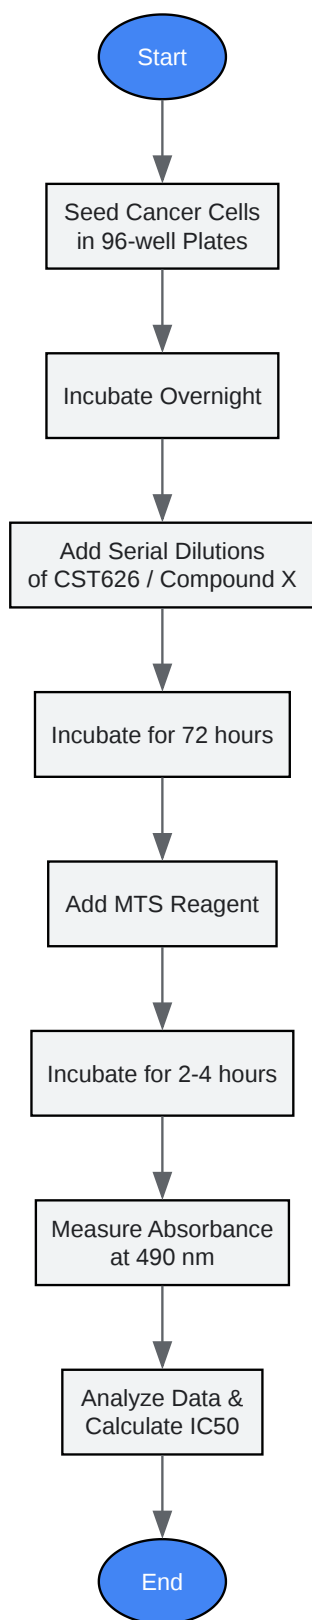 Start
Seed Cancer Cells
in 96-well Plates
Incubate Overnight
Add Serial Dilutions
of CST626 / Compound X
Incubate for 72 hours
Add MTS Reagent
Incubate for 2-4 hours
Measure Absorbance
at 490 nm
Analyze Data &
Calculate IC50
End